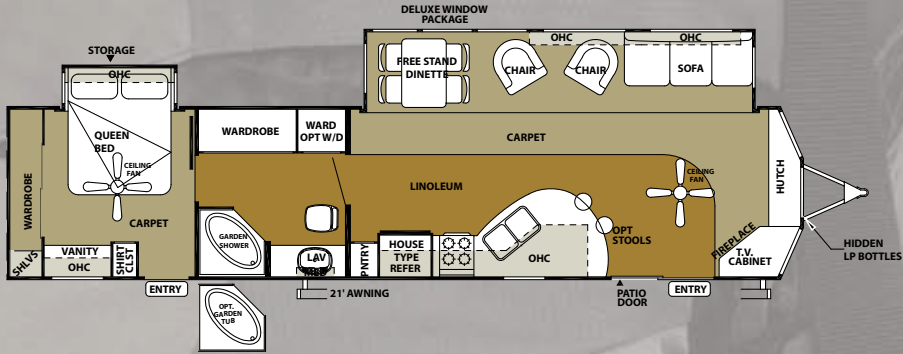 DELUXE WINDOW
PACKAGE
STORAGE
OHC
OHC
OHC
FREE STAND
DINETTE
CHAIR
CHAIR
SOFA
QUEEN
BED
CEILING
FAN
WARDROBE
WARD
OPT W/D
CARPET
LINOLEUM
CEILING
FAN
HUTCH
WARDROBE
CARPET
SHLVS
VANITY
OHC
SHIRT
CLST
GARDEN
SHOWER
LAV
PNTRY
HOUSE
TYPE
REFER
OHC
OPT
STOOLS
FIREPLACE
T.V.
CABINET
HIDDEN
LP BOTTLES
ENTRY
OPT.
GARDEN
TUB
21' AWNING
PATIO
DOOR
ENTRY